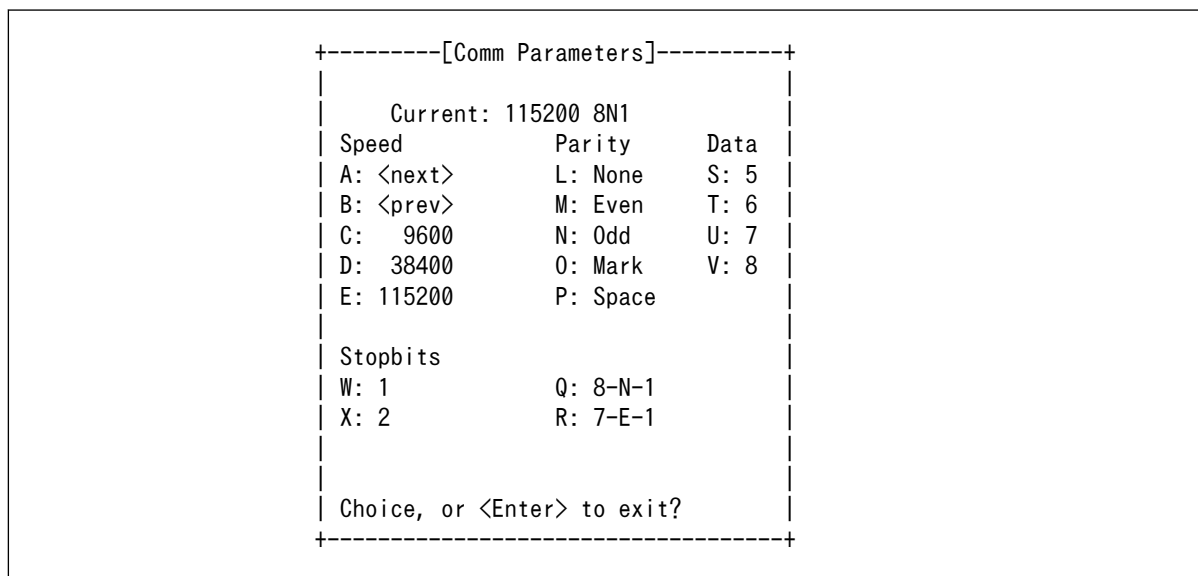 +---------[Comm Parameters]----------+
|                                    |
|     Current: 115200 8N1            |
| Speed            Parity      Data  |
| A: <next>        L: None     S: 5  |
| B: <prev>        M: Even     T: 6  |
| C:   9600        N: Odd      U: 7  |
| D:  38400        O: Mark     V: 8  |
| E: 115200        P: Space          |
|                                    |
| Stopbits                           |
| W: 1             Q: 8-N-1          |
| X: 2             R: 7-E-1          |
|                                    |
|                                    |
| Choice, or <Enter> to exit?        |
+------------------------------------+